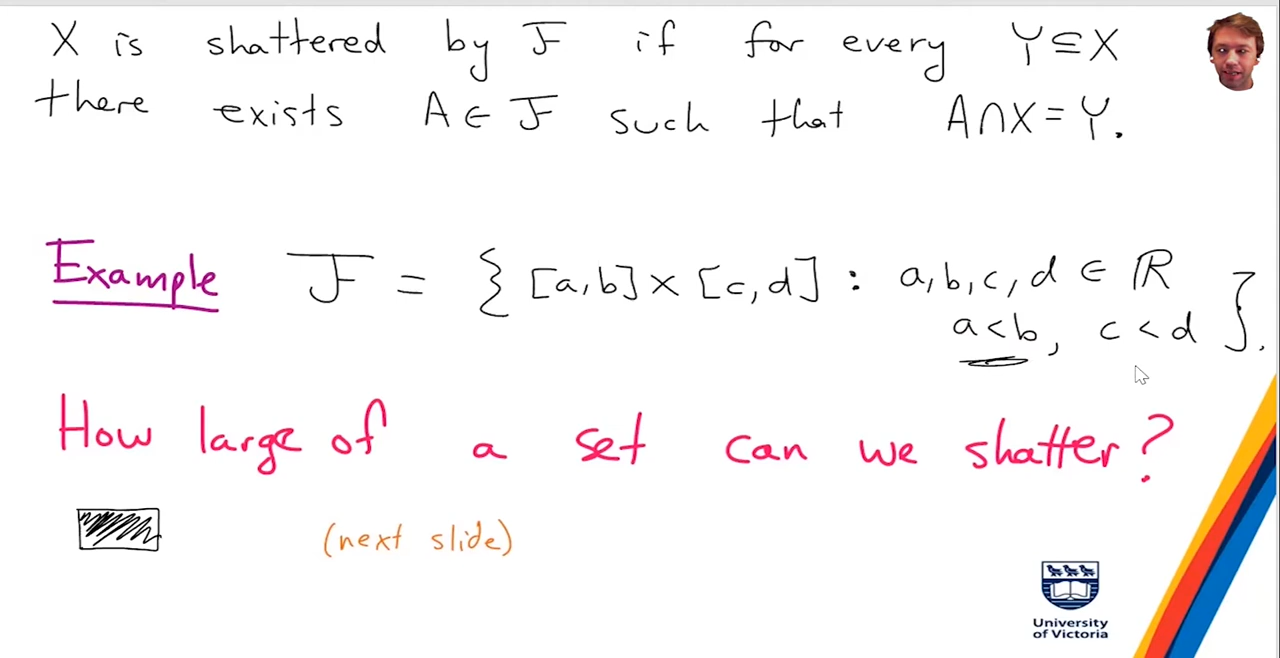 X is shattered by F if for every Y ⊆ X
there exists A ∈ F such that A ∩ X = Y.
Example F = { [a,b] × [c,d] : a,b,c,d ∈ ℝ
a < b, c < d }.
How large of a set can we shatter?
(next slide)
University
of Victoria